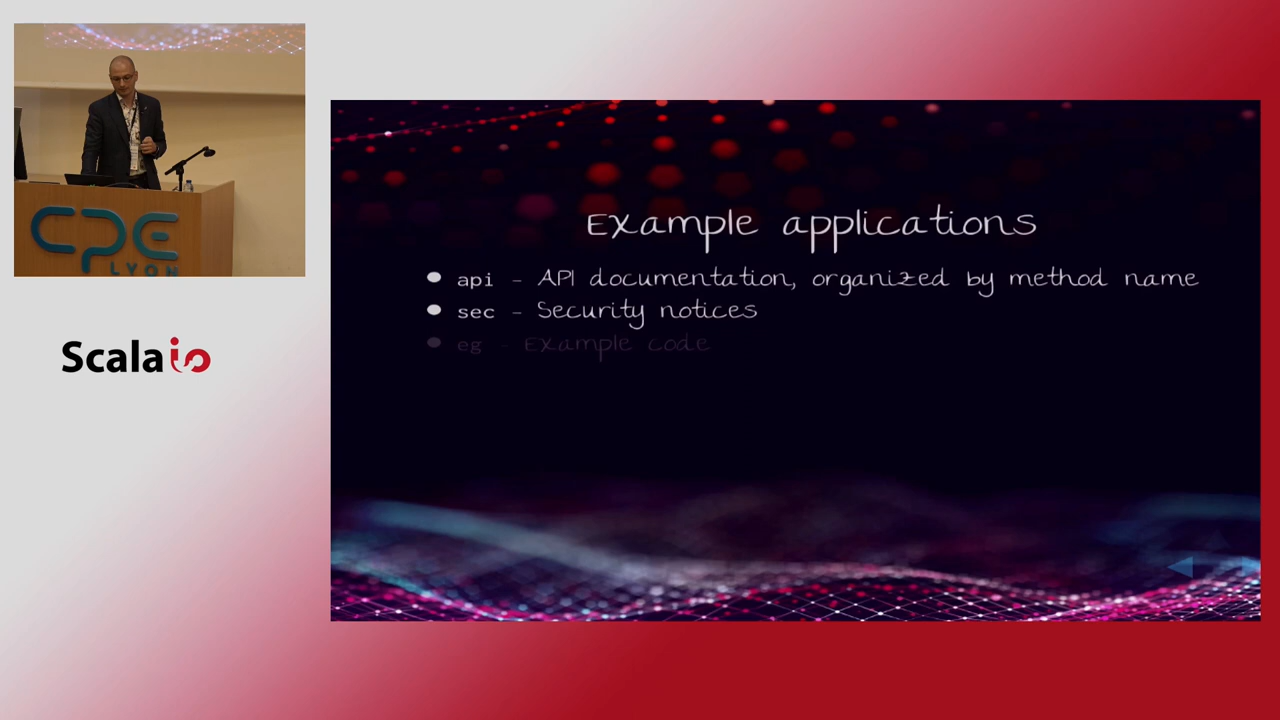 CPE
LYON
Scala io
Example applications
api - API documentation, organized by method name
sec - Security notices
eg - Example code